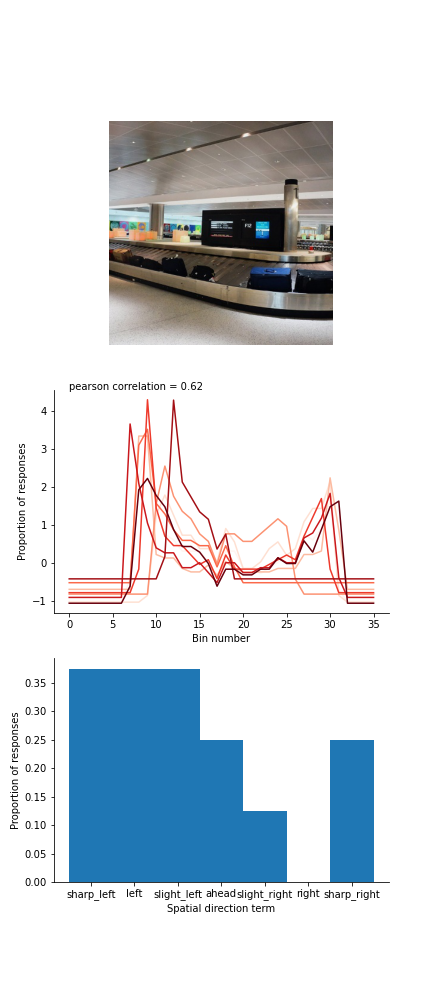 F12
pearson correlation = 0.62
Proportion of responses
4
3
2
1
0
−1
0 5 10 15 20 25 30 35
Bin number
Proportion of responses
0.35
0.30
0.25
0.20
0.15
0.10
0.05
0.00
sharp_left left slight_left ahead slight_right right sharp_right
Spatial direction term